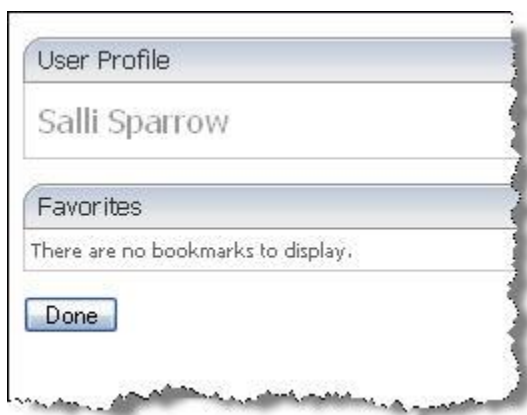 User Profile
Salli Sparrow
Favorites
There are no bookmarks to display.
Done